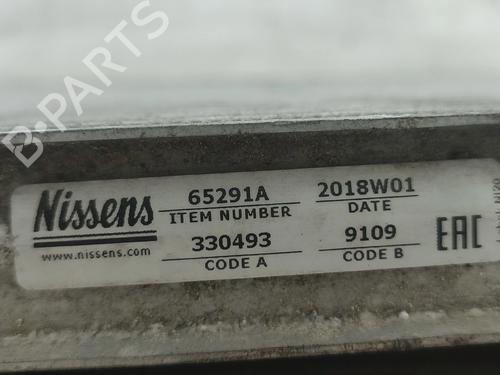 B-PARTS
Nissens
www.nissens.com
65291A
ITEM NUMBER
330493
CODE A
2018W01
DATE
9109
CODE B
EAC